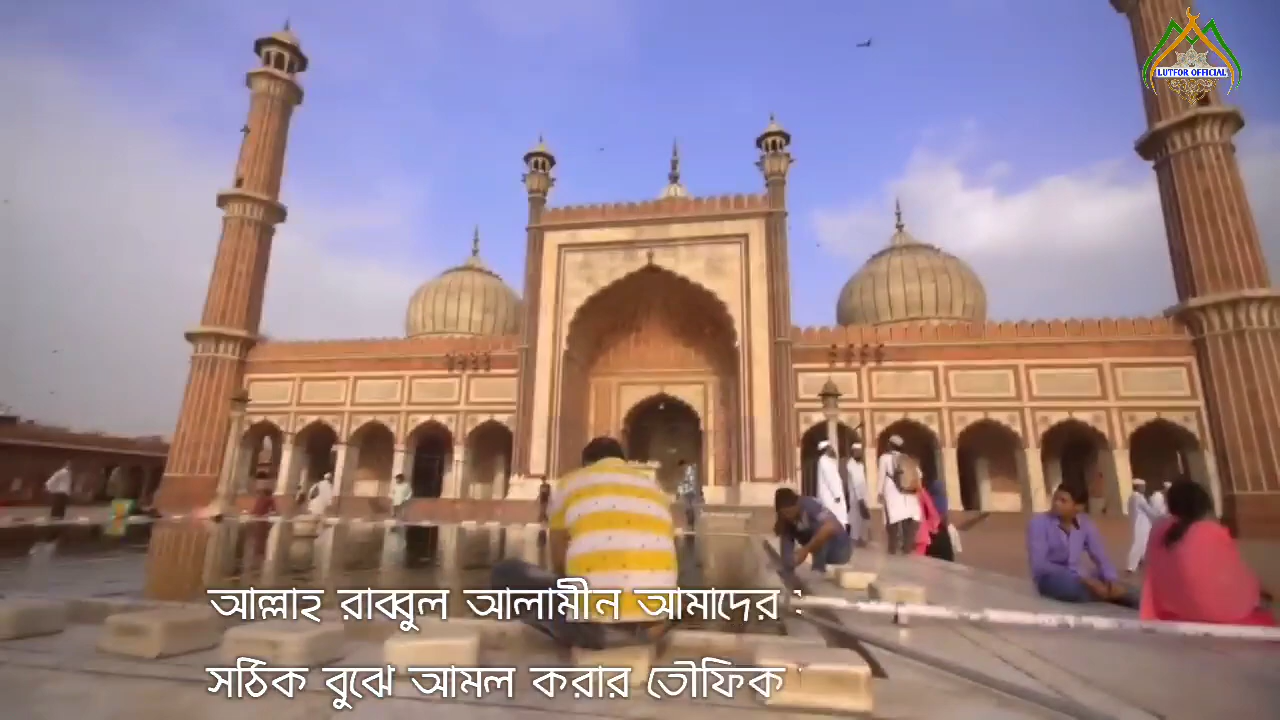 LUTFOR OFFICIAL
আল্লাহ রাব্বুল আলামীন আমাদের
সঠিক বুঝে আমল করার তৌফিক